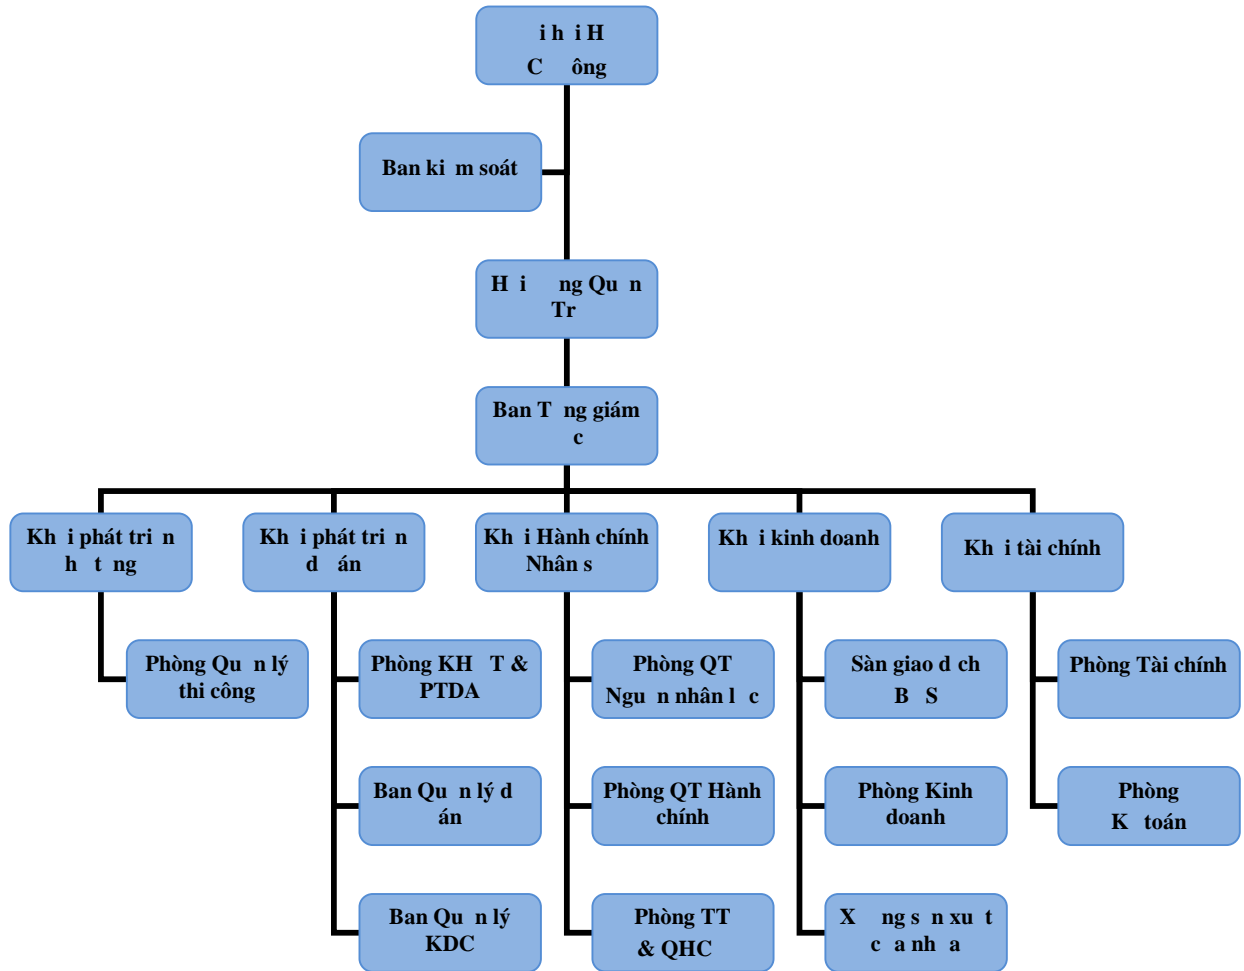 i h i H
C ông
Ban ki m soát
H i ng Qu n
Tr
Ban T ng giám
c
Kh i phát tri n
h t ng
Kh i phát tri n
d án
Kh i Hành chính
Nhân s
Kh i kinh doanh
Kh i tài chính
Phòng Qu n lý
thi công
Phòng KH T &
PTDA
Phòng QT
Ngu n nhân l c
Sàn giao d ch
B S
Phòng Tài chính
Ban Qu n lý d
án
Phòng QT Hành
chính
Phòng Kinh
doanh
Phòng
K toán
Ban Qu n lý
KDC
Phòng TT
& QHC
X ng s n xu t
c a nh a